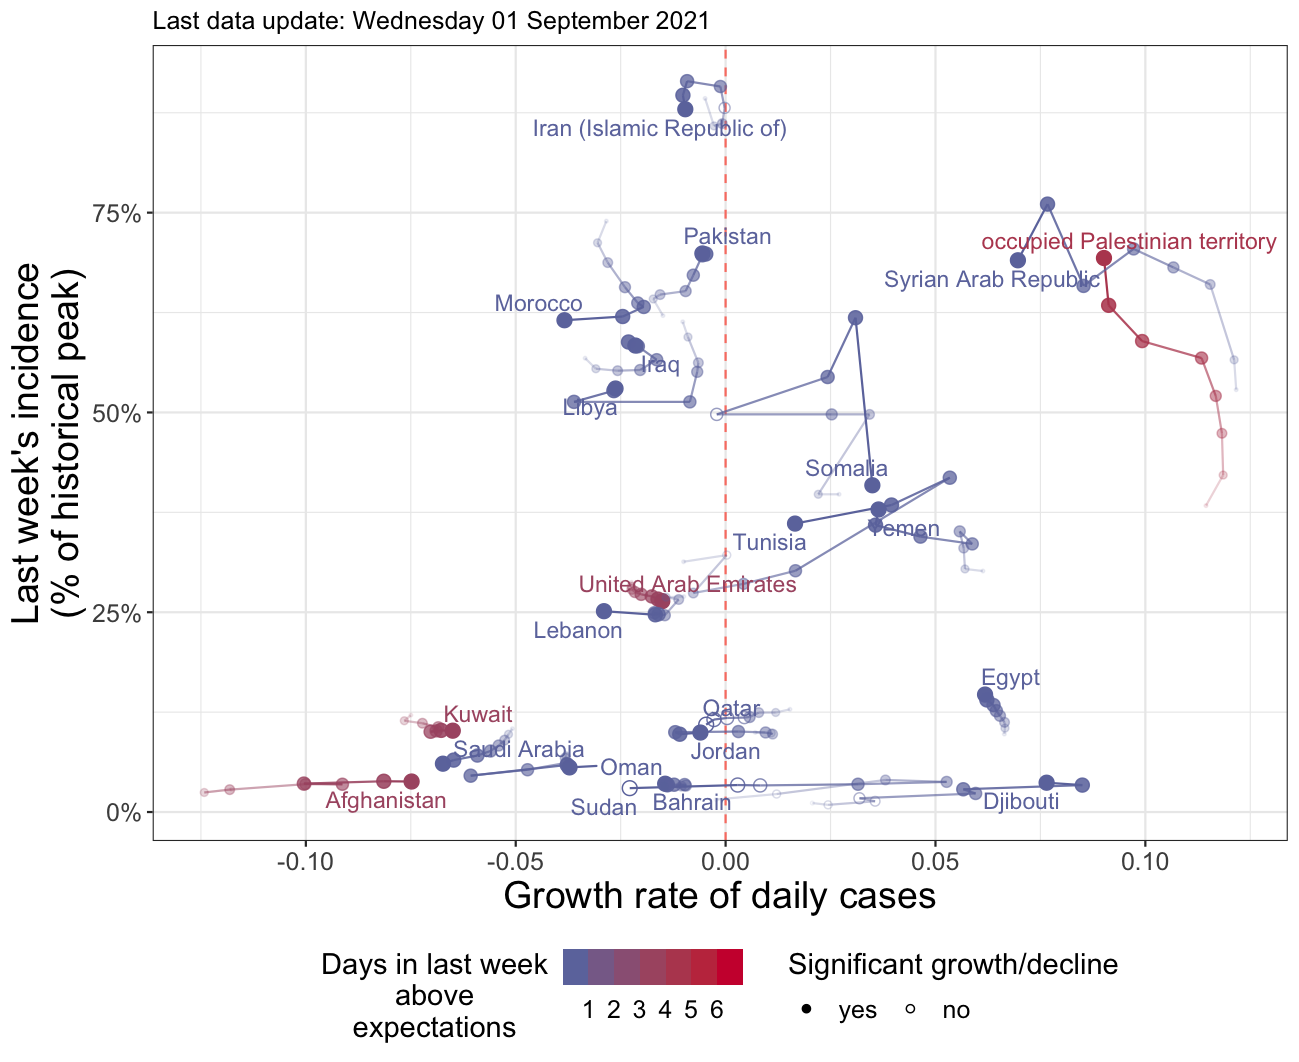 Last data update: Wednesday 01 September 2021
Last week's incidence
(% of historical peak)
75%
50%
25%
0%
Iran (Islamic Republic of)
Pakistan
occupied Palestinian territory
Syrian Arab Republic
Morocco
Iraq
Libya
Somalia
Yemen
Tunisia
United Arab Emirates
Lebanon
Egypt
Kuwait
Qatar
Saudi Arabia
Jordan
Oman
Afghanistan
Sudan
Bahrain
Djibouti
-0.10
-0.05
0.00
0.05
0.10
Growth rate of daily cases
Days in last week
above
expectations
1 2 3 4 5 6
Significant growth/decline
yes no